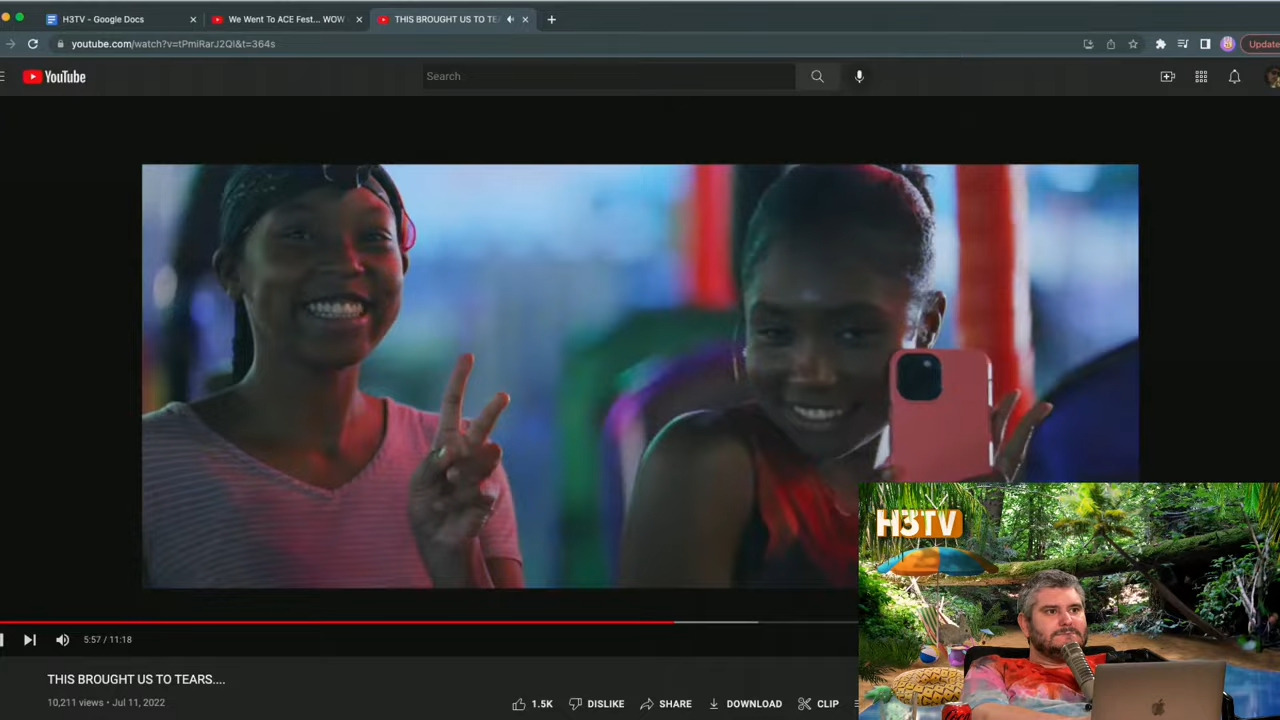 H3TV - Google Docs
We Went To ACE Fest... WOW
THIS BROUGHT US TO TE
youtube.com/watch?v=tPmiRarJ2QI&t=364s
Update
YouTube
Search
H3TV
5:57 / 11:18
THIS BROUGHT US TO TEARS....
10,211 views • Jul 11, 2022
1.5K DISLIKE SHARE DOWNLOAD CLIP